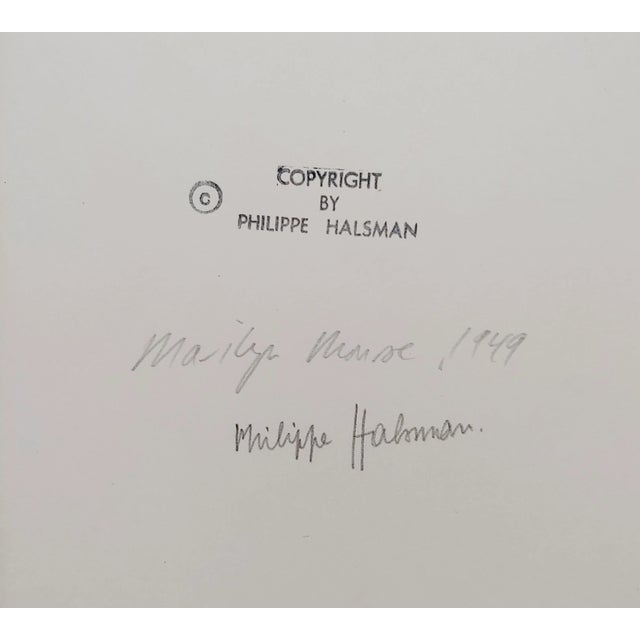 ©
COPYRIGHT
BY
PHILIPPE HALSMAN
Marilyn Monroe, 1949
Philippe Halsman.